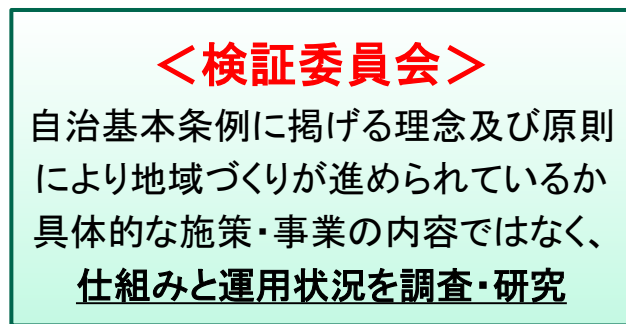 ＜検証委員会＞
自治基本条例に掲げる理念及び原則
により地域づくりが進められているか
具体的な施策・事業の内容ではなく、
仕組みと運用状況を調査・研究